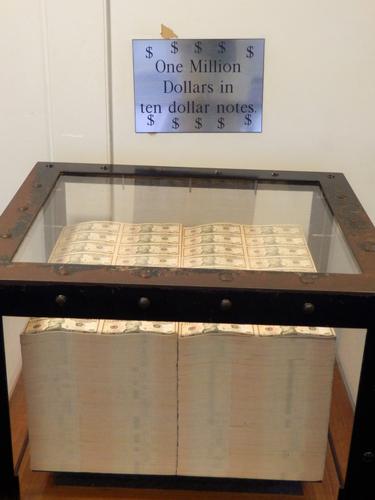 $ $ $ $ $
One Million
Dollars in
ten dollar notes.
$ $ $ $ $